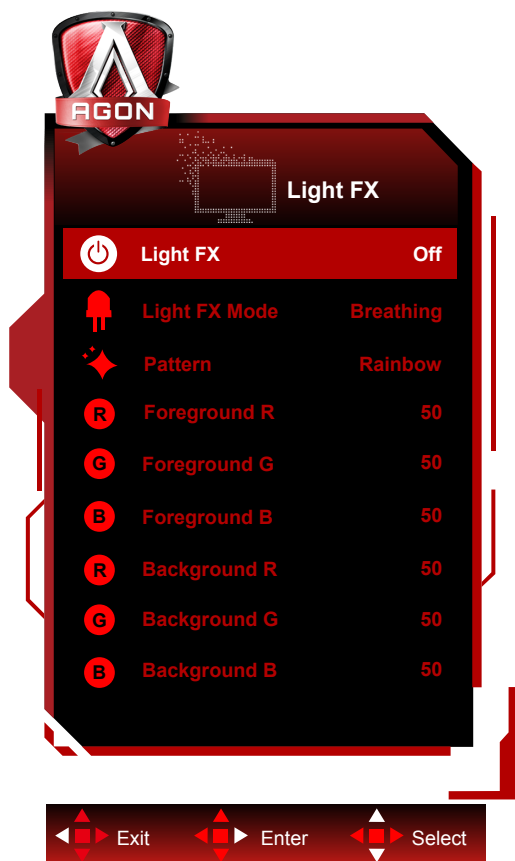 AGON
Light FX
Light FX Off
Light FX Mode Breathing
Pattern Rainbow
R Foreground R 50
G Foreground G 50
B Foreground B 50
R Background R 50
G Background G 50
B Background B 50
Exit Enter Select